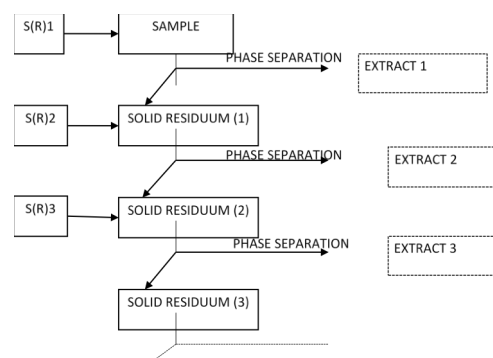 S(R)1
SAMPLE
PHASE SEPARATION
EXTRACT 1
S(R)2
SOLID RESIDUUM (1)
PHASE SEPARATION
EXTRACT 2
S(R)3
SOLID RESIDUUM (2)
PHASE SEPARATION
EXTRACT 3
SOLID RESIDUUM (3)